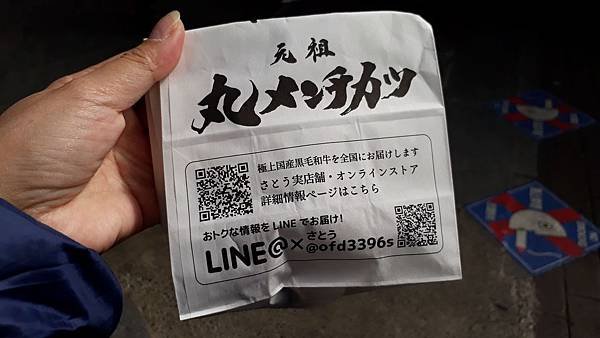 元祖
丸メンチカツ
極上国産黒毛和牛を全国にお届けします
さとう実店舗・オンラインストア
詳細情報ページはこちら
おトクな情報をLINEでお届け!
LINE@×さとう
@ofd3396s